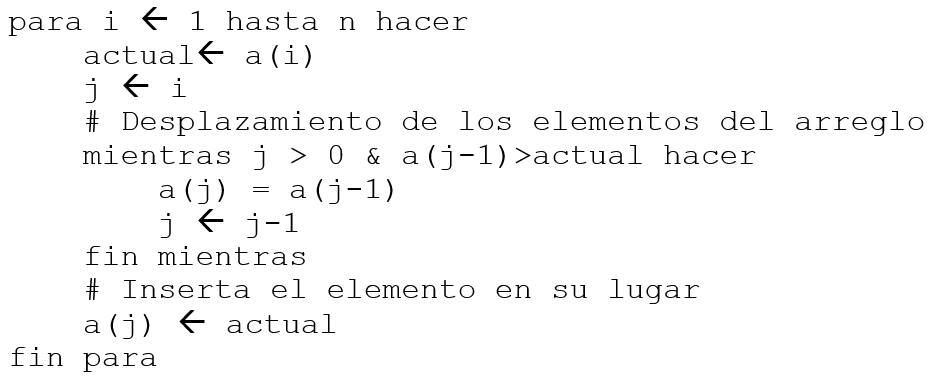 para i ← 1 hasta n hacer
actual← a(i)
j ← i
# Desplazamiento de los elementos del arreglo
mientras j > 0 & a(j-1)>actual hacer
a(j) = a(j-1)
j ← j-1
fin mientras
# Inserta el elemento en su lugar
a(j) ← actual
fin para